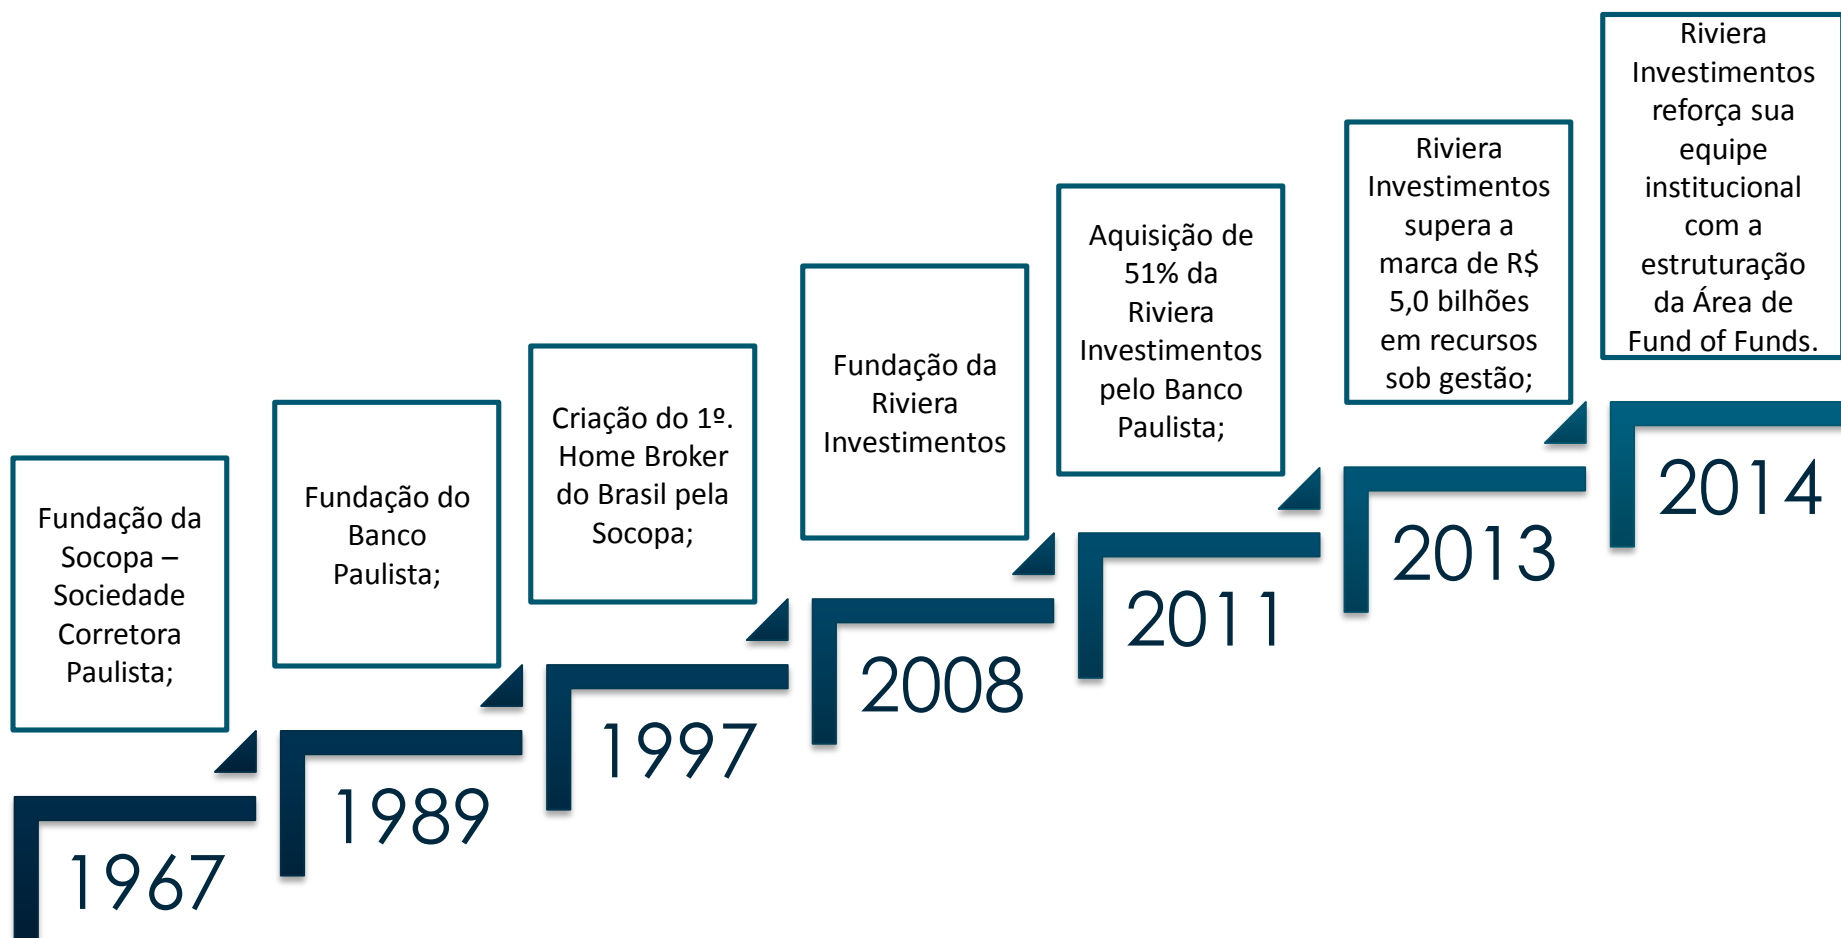 Fundação da
Socopa –
Sociedade
Corretora
Paulista;
1967
Fundação do
Banco
Paulista;
1989
Criação do 1º.
Home Broker
do Brasil pela
Socopa;
1997
Fundação da
Riviera
Investimentos
2008
Aquisição de
51% da
Riviera
Investimentos
pelo Banco
Paulista;
2011
Riviera
Investimentos
supera a
marca de R$
5,0 bilhões
em recursos
sob gestão;
2013
Riviera
Investimentos
reforça sua
equipe
institucional
com a
estruturação
da Área de
Fund of Funds.
2014